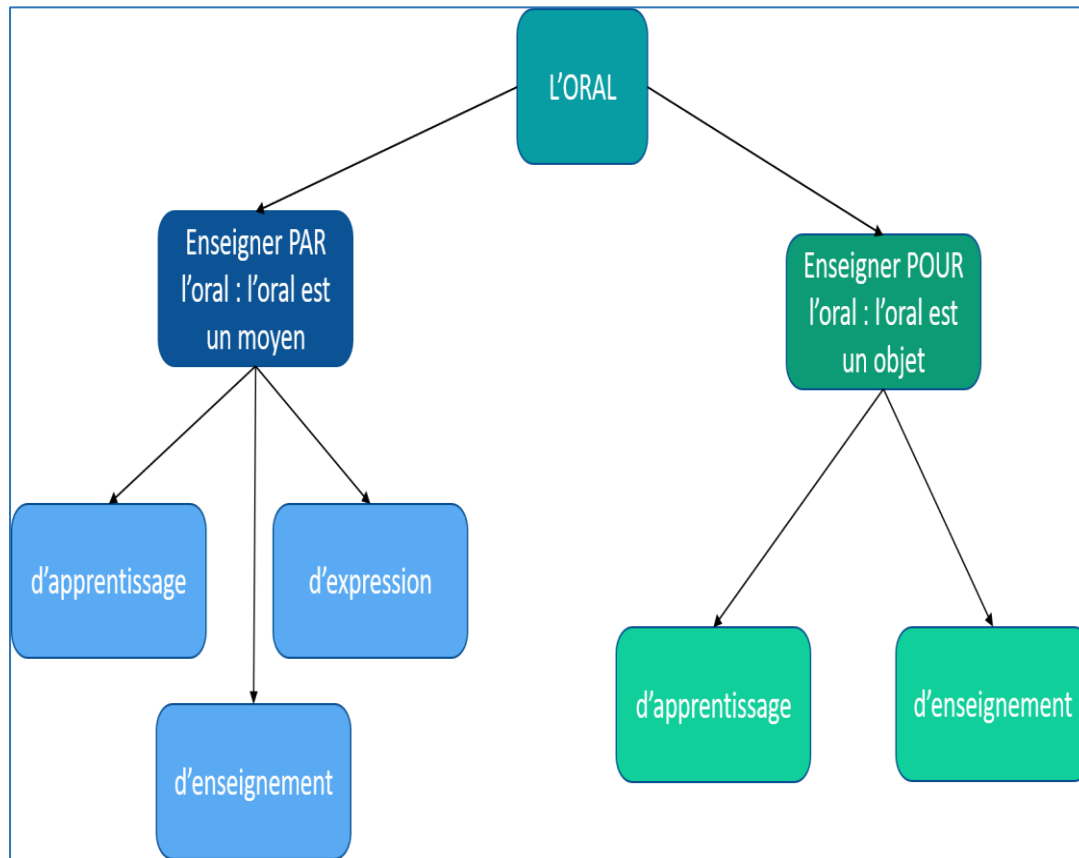 L’ORAL
Enseigner PAR
l’oral : l’oral est
un moyen
Enseigner POUR
l’oral : l’oral est
un objet
d’apprentissage
d’expression
d’enseignement
d’apprentissage
d’enseignement